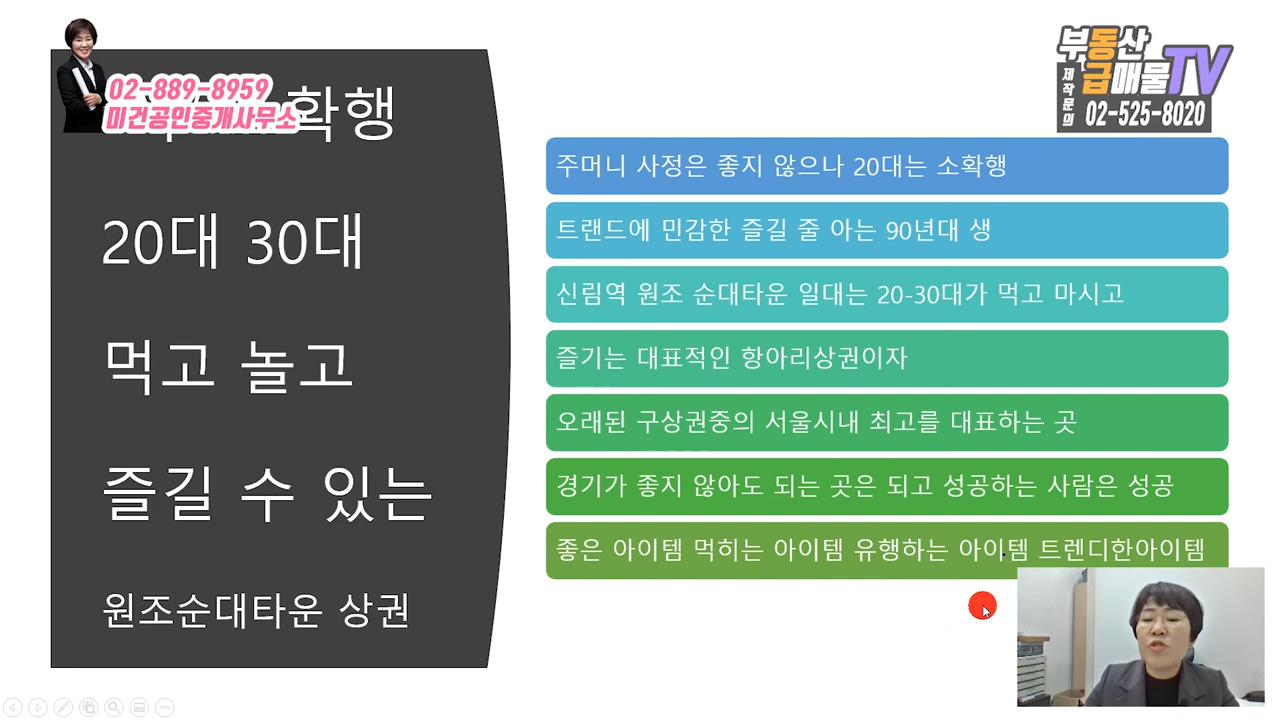 02-889-8959
미건공인중개사무소
확행
20대 30대
먹고 놀고
즐길 수 있는
원조순대타운 상권
부동산
급매물TV
제작문의
02-525-8020
주머니 사정은 좋지 않으나 20대는 소확행
트랜드에 민감한 즐길 줄 아는 90년대 생
신림역 원조 순대타운 일대는 20-30대가 먹고 마시고
즐기는 대표적인 항아리상권이자
오래된 구상권중의 서울시내 최고를 대표하는 곳
경기가 좋지 않아도 되는 곳은 되고 성공하는 사람은 성공
좋은 아이템 먹히는 아이템 유행하는 아이템 트렌디한아이템